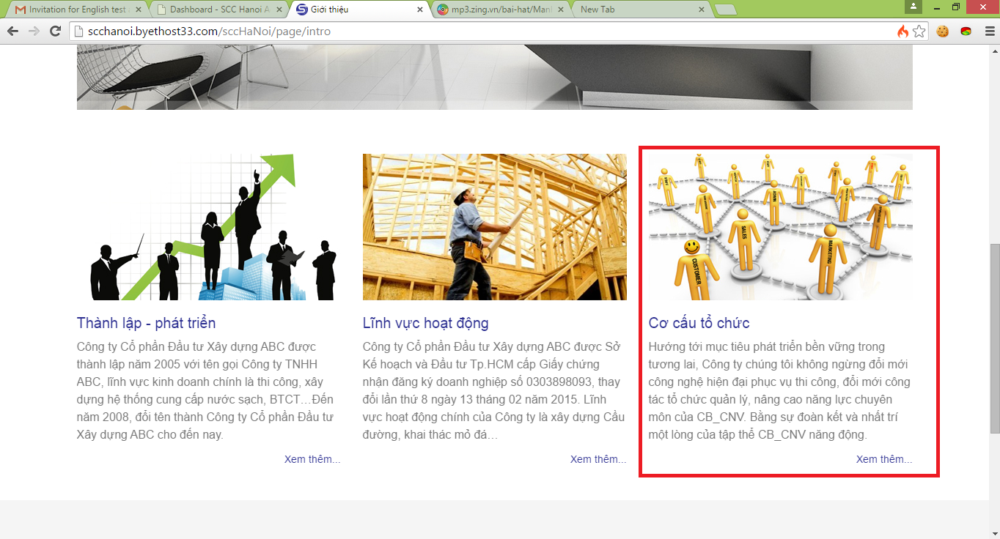 Invitation for English test
Dashboard - SCC Hanoi A
Giới thiệu
mp3.zing.vn/bai-hat/Man
New Tab
scchanoi.byethost33.com/sccHaNoi/page/intro
STAFF
ADMIN
SALES
MARKETING
CUSTOMER
Thành lập - phát triển
Công ty Cổ phần Đầu tư Xây dựng ABC được
thành lập năm 2005 với tên gọi Công ty TNHH
ABC, lĩnh vực kinh doanh chính là thi công, xây
dựng hệ thống cung cấp nước sạch, BTCT…Đến
năm 2008, đổi tên thành Công ty Cổ phần Đầu tư
Xây dựng ABC cho đến nay.
Xem thêm...
Lĩnh vực hoạt động
Công ty Cổ phần Đầu tư Xây dựng ABC được Sở
Kế hoạch và Đầu tư Tp.HCM cấp Giấy chứng
nhận đăng ký doanh nghiệp số 0303898093, thay
đổi lần thứ 8 ngày 13 tháng 02 năm 2015. Lĩnh
vực hoạt động chính của Công ty là xây dựng Cầu
đường, khai thác mỏ đá…
Xem thêm...
Cơ cấu tổ chức
Hướng tới mục tiêu phát triển bền vững trong
tương lai, Công ty chúng tôi không ngừng đổi mới
công nghệ hiện đại phục vụ thi công, đổi mới công
tác tổ chức quản lý, nâng cao năng lực chuyên
môn của CB_CNV. Bằng sự đoàn kết và nhất trí
một lòng của tập thể CB_CNV năng động.
Xem thêm...